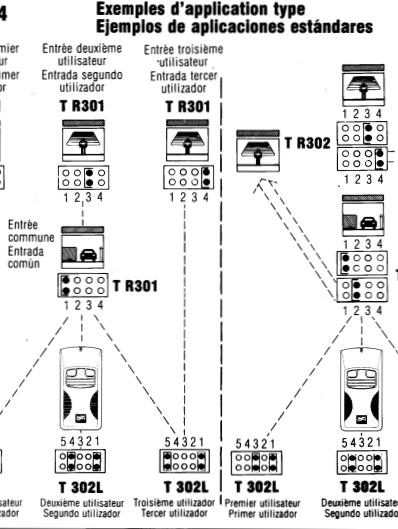 4
Exemples d'application type
Ejemplos de aplicaciones estándares
Entrée deuxième
utilisateur
Entrada segundo
utilizador
T R301
Entrée troisième
utilisateur
Entrada tercer
utilizador
T R301
1 2 3 4
1 2 3 4
1 2 3 4
1 2 3 4
T R302
Entrée
commune
Entrada
común
T R301
1 2 3 4
1 2 3 4
1 2 3 4
5 4 3 2 1
5 4 3 2 1
5 4 3 2 1
5 4 3 2 1
T 302L
T 302L
T 302L
T 302L
Deuxième utilisateur
Segundo utilizador
Troisième utilizador
Tercer utilizador
Premier utilisateur
Primer utilizador
Deuxième utilisate
Segundo utilizado